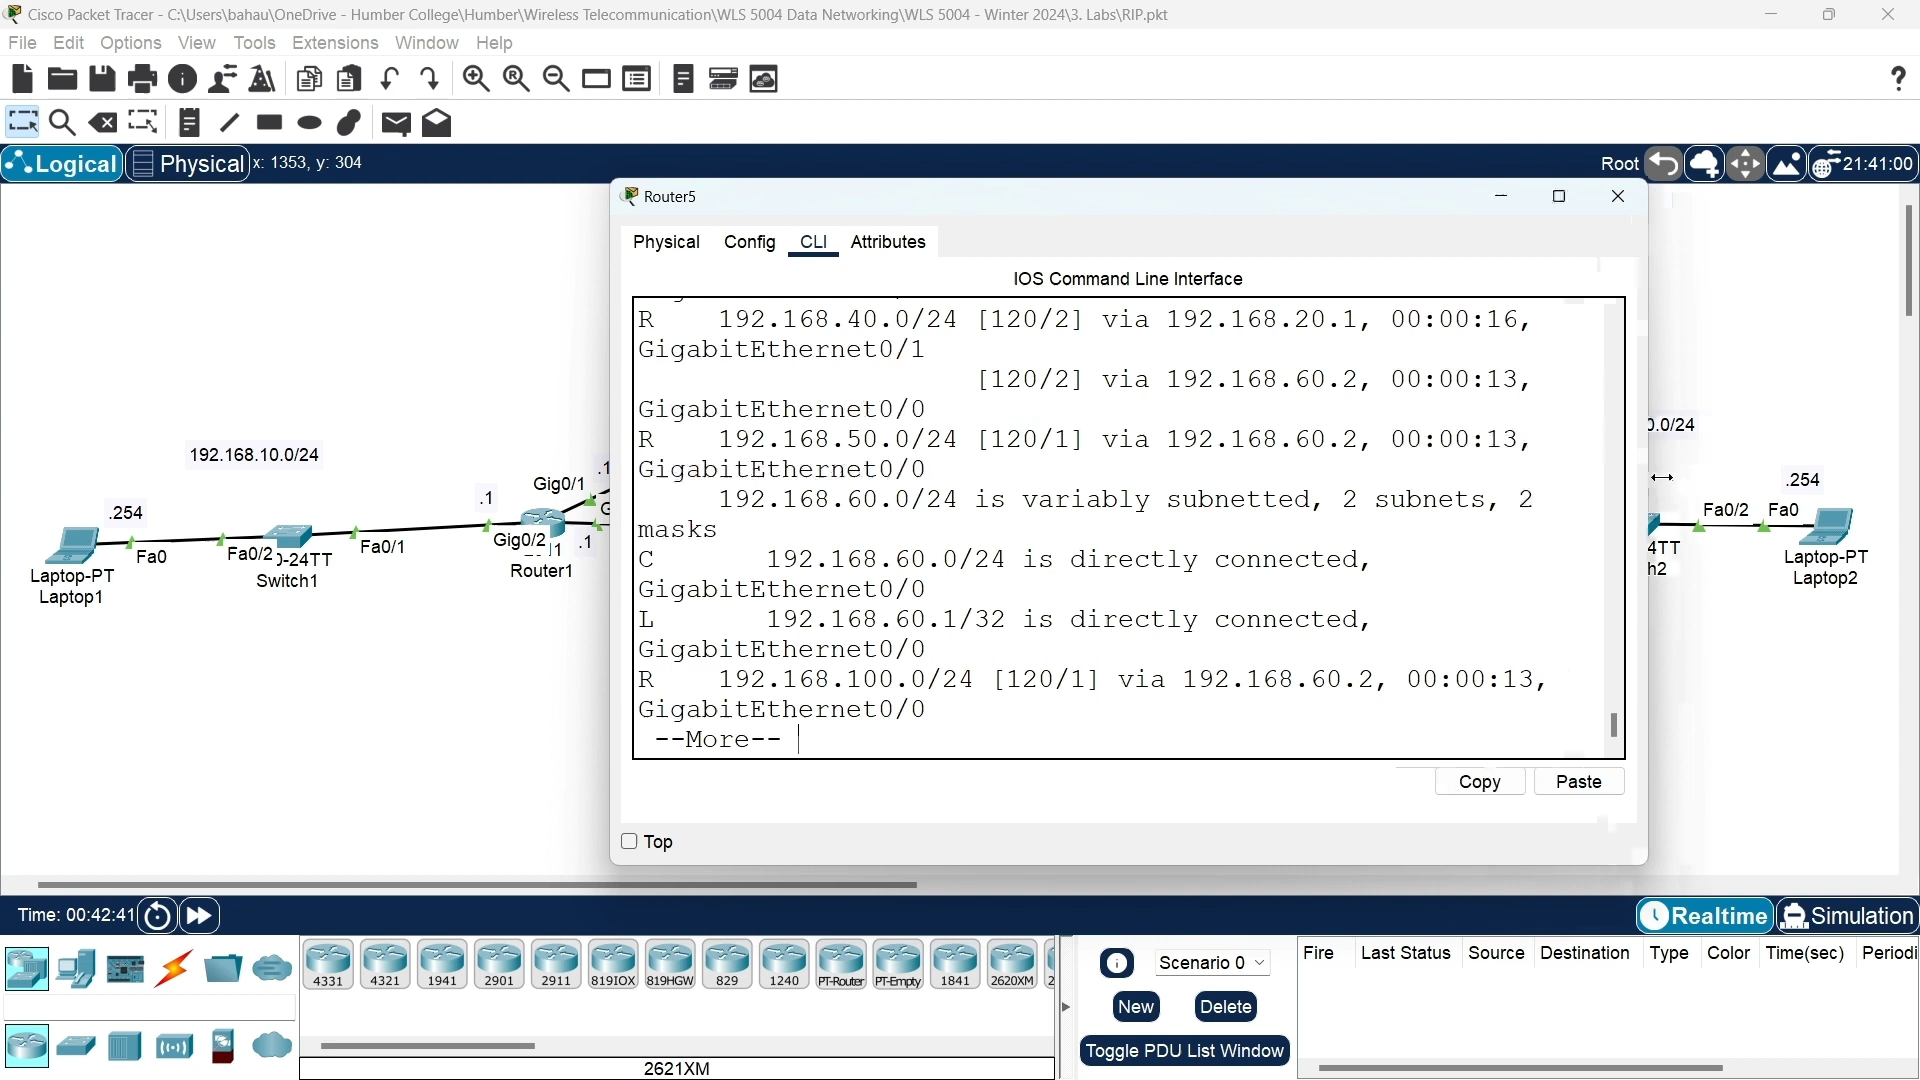 Cisco Packet Tracer - C:\Users\bahau\OneDrive - Humber College\Humber\Wireless Telecommunication\WLS 5004 Data Networking\WLS 5004 - Winter 2024\3. Labs\RIP.pkt
File Edit Options View Tools Extensions Window Help
Logical Physical x: 1353, y: 304 Root 21:41:00
Router5
Physical Config CLI Attributes
IOS Command Line Interface
R    192.168.40.0/24 [120/2] via 192.168.20.1, 00:00:16,
GigabitEthernet0/1
[120/2] via 192.168.60.2, 00:00:13,
GigabitEthernet0/0
R    192.168.50.0/24 [120/1] via 192.168.60.2, 00:00:13,
GigabitEthernet0/0
192.168.60.0/24 is variably subnetted, 2 subnets, 2
masks
C       192.168.60.0/24 is directly connected,
GigabitEthernet0/0
L       192.168.60.1/32 is directly connected,
GigabitEthernet0/0
R    192.168.100.0/24 [120/1] via 192.168.60.2, 00:00:13,
GigabitEthernet0/0
--More--
Copy Paste
Top
192.168.10.0/24
.254
Fa0
Laptop-PT
Laptop1
Fa0/2
-24TT
Switch1
Fa0/1
.1
Gig0/1
.1
Gig0/2
.1
Router1
0.0/24
.254
Fa0/2
Fa0
4TT
h2
Laptop-PT
Laptop2
Time: 00:42:41
Realtime Simulation
4331 4321 1941 2901 2911 819IOX 819HGW 829 1240 PT-Router PT-Empty 1841 2620XM 2
2621XM
Scenario 0
New Delete
Toggle PDU List Window
Fire Last Status Source Destination Type Color Time(sec) Periodi